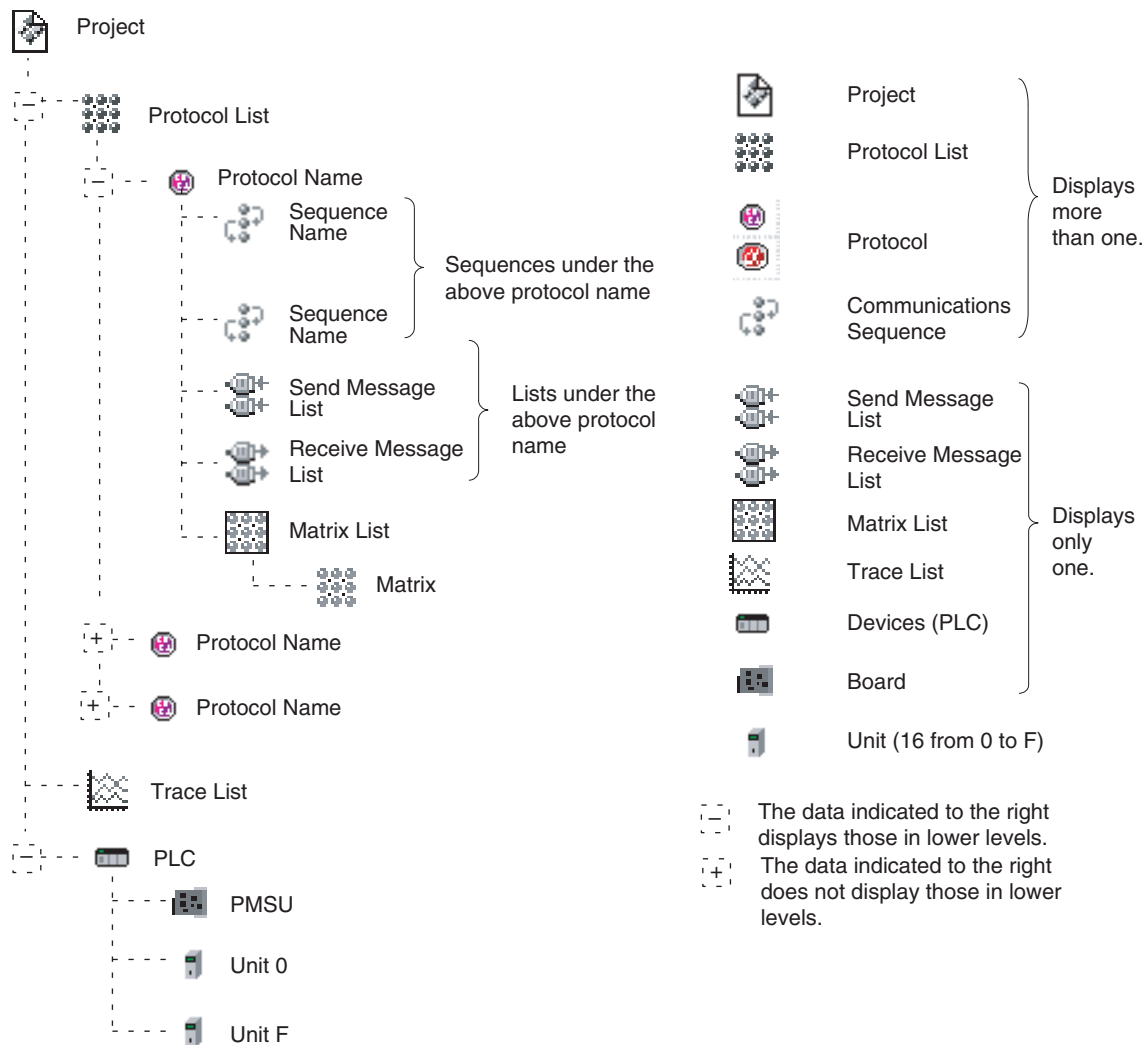 Project
Protocol List
Protocol Name
Sequence
Name
Sequence
Name
Sequences under the
above protocol name
Send Message
List
Receive Message
List
Lists under the
above protocol
name
Matrix List
Matrix
Protocol Name
Protocol Name
Trace List
PLC
PMSU
Unit 0
Unit F
Project
Protocol List
Protocol
Communications
Sequence
Displays
more
than one.
Send Message
List
Receive Message
List
Matrix List
Trace List
Devices (PLC)
Board
Displays
only
one.
Unit (16 from 0 to F)
The data indicated to the right
displays those in lower levels.
The data indicated to the right
does not display those in lower
levels.